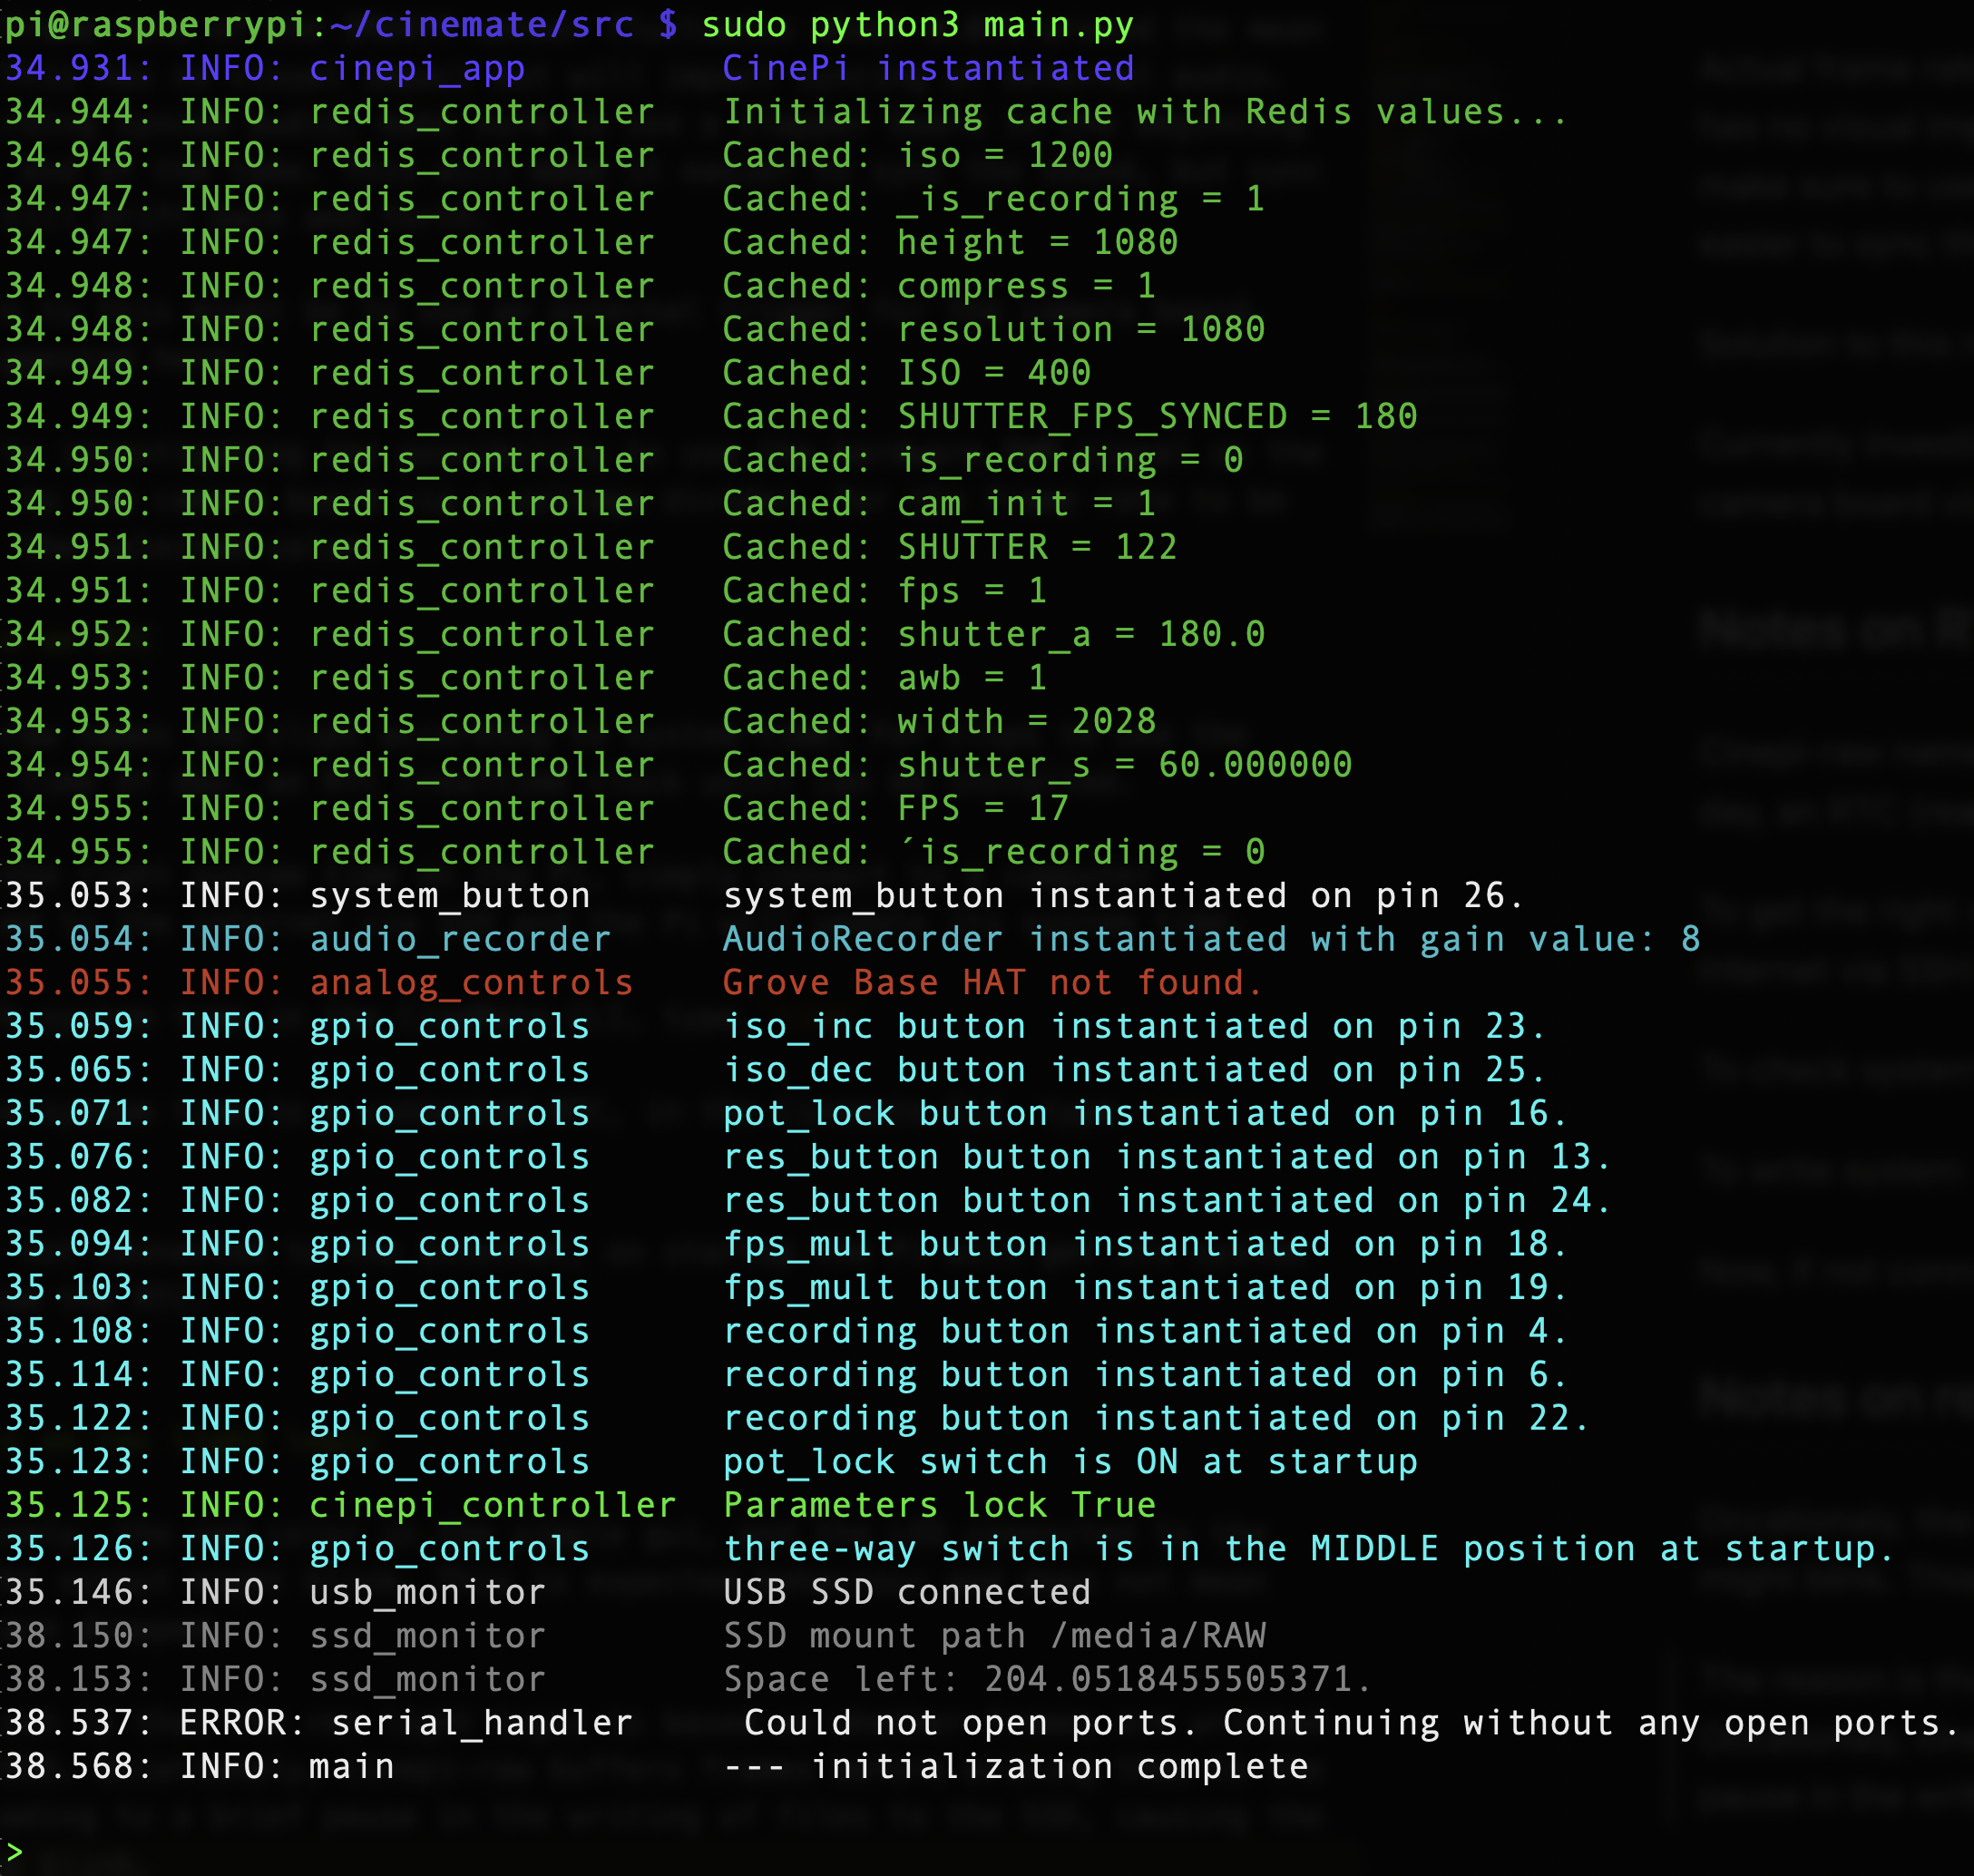 pi@raspberrypi:~/cinemate/src $ sudo python3 main.py
34.931: INFO: cinepi_app         CinePi instantiated
34.944: INFO: redis_controller   Initializing cache with Redis values...
34.946: INFO: redis_controller   Cached: iso = 1200
34.947: INFO: redis_controller   Cached: _is_recording = 1
34.947: INFO: redis_controller   Cached: height = 1080
34.948: INFO: redis_controller   Cached: compress = 1
34.948: INFO: redis_controller   Cached: resolution = 1080
34.949: INFO: redis_controller   Cached: ISO = 400
34.949: INFO: redis_controller   Cached: SHUTTER_FPS_SYNCED = 180
34.950: INFO: redis_controller   Cached: is_recording = 0
34.950: INFO: redis_controller   Cached: cam_init = 1
34.951: INFO: redis_controller   Cached: SHUTTER = 122
34.951: INFO: redis_controller   Cached: fps = 1
34.952: INFO: redis_controller   Cached: shutter_a = 180.0
34.953: INFO: redis_controller   Cached: awb = 1
34.953: INFO: redis_controller   Cached: width = 2028
34.954: INFO: redis_controller   Cached: shutter_s = 60.000000
34.955: INFO: redis_controller   Cached: FPS = 17
34.955: INFO: redis_controller   Cached: ´is_recording = 0
35.053: INFO: system_button      system_button instantiated on pin 26.
35.054: INFO: audio_recorder     AudioRecorder instantiated with gain value: 8
35.055: INFO: analog_controls    Grove Base HAT not found.
35.059: INFO: gpio_controls      iso_inc button instantiated on pin 23.
35.065: INFO: gpio_controls      iso_dec button instantiated on pin 25.
35.071: INFO: gpio_controls      pot_lock button instantiated on pin 16.
35.076: INFO: gpio_controls      res_button button instantiated on pin 13.
35.082: INFO: gpio_controls      res_button button instantiated on pin 24.
35.094: INFO: gpio_controls      fps_mult button instantiated on pin 18.
35.103: INFO: gpio_controls      fps_mult button instantiated on pin 19.
35.108: INFO: gpio_controls      recording button instantiated on pin 4.
35.114: INFO: gpio_controls      recording button instantiated on pin 6.
35.122: INFO: gpio_controls      recording button instantiated on pin 22.
35.123: INFO: gpio_controls      pot_lock switch is ON at startup
35.125: INFO: cinepi_controller  Parameters lock True
35.126: INFO: gpio_controls      three-way switch is in the MIDDLE position at startup.
35.146: INFO: usb_monitor        USB SSD connected
38.150: INFO: ssd_monitor        SSD mount path /media/RAW
38.153: INFO: ssd_monitor        Space left: 204.0518455505371.
38.537: ERROR: serial_handler     Could not open ports. Continuing without any open ports.
38.568: INFO: main               --- initialization complete
>